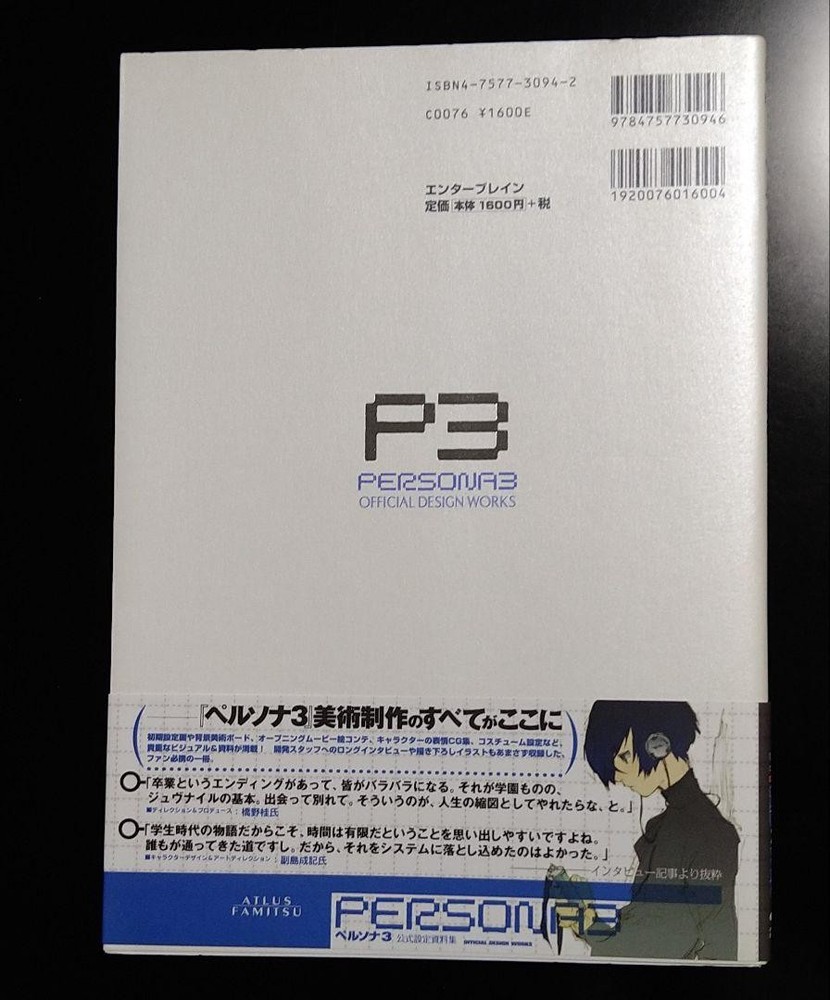 ISBN4-7577-3094-2
C0076 ¥1600E
9784757730946
1920076016004
エンターブレイン
定価 本体 1600円 +税
P3
PERSONA3
OFFICIAL DESIGN WORKS
『ペルソナ3』美術制作のすべてがここに
初期設定画や背景美術ボード、オープニングムービー絵コンテ、キャラクターの表情CG集、コスチューム設定など、
貴重なビジュアル&資料が満載! 開発スタッフへのロングインタビューや描き下ろしイラストもあまさず収録した、
ファン必携の一冊。
「卒業というエンディングがあって、皆がバラバラになる。それが学園ものの、
ジュヴナイルの基本。出会って別れて。そういうのが、人生の縮図としてやれたらな、と。」
■ディレクション&プロデュース:橋野桂氏
「学生時代の物語だからこそ、時間は有限だということを思い出しやすいですよね。
誰もが通ってきた道ですし。だから、それをシステムに落とし込めたのはよかった。」
■キャラクターデザイン&アートディレクション:副島成記氏
インタビュー記事より抜粋
ATLUS
FAMITSU
PERSONA3
ペルソナ3 公式設定資料集 OFFICIAL DESIGN WORKS